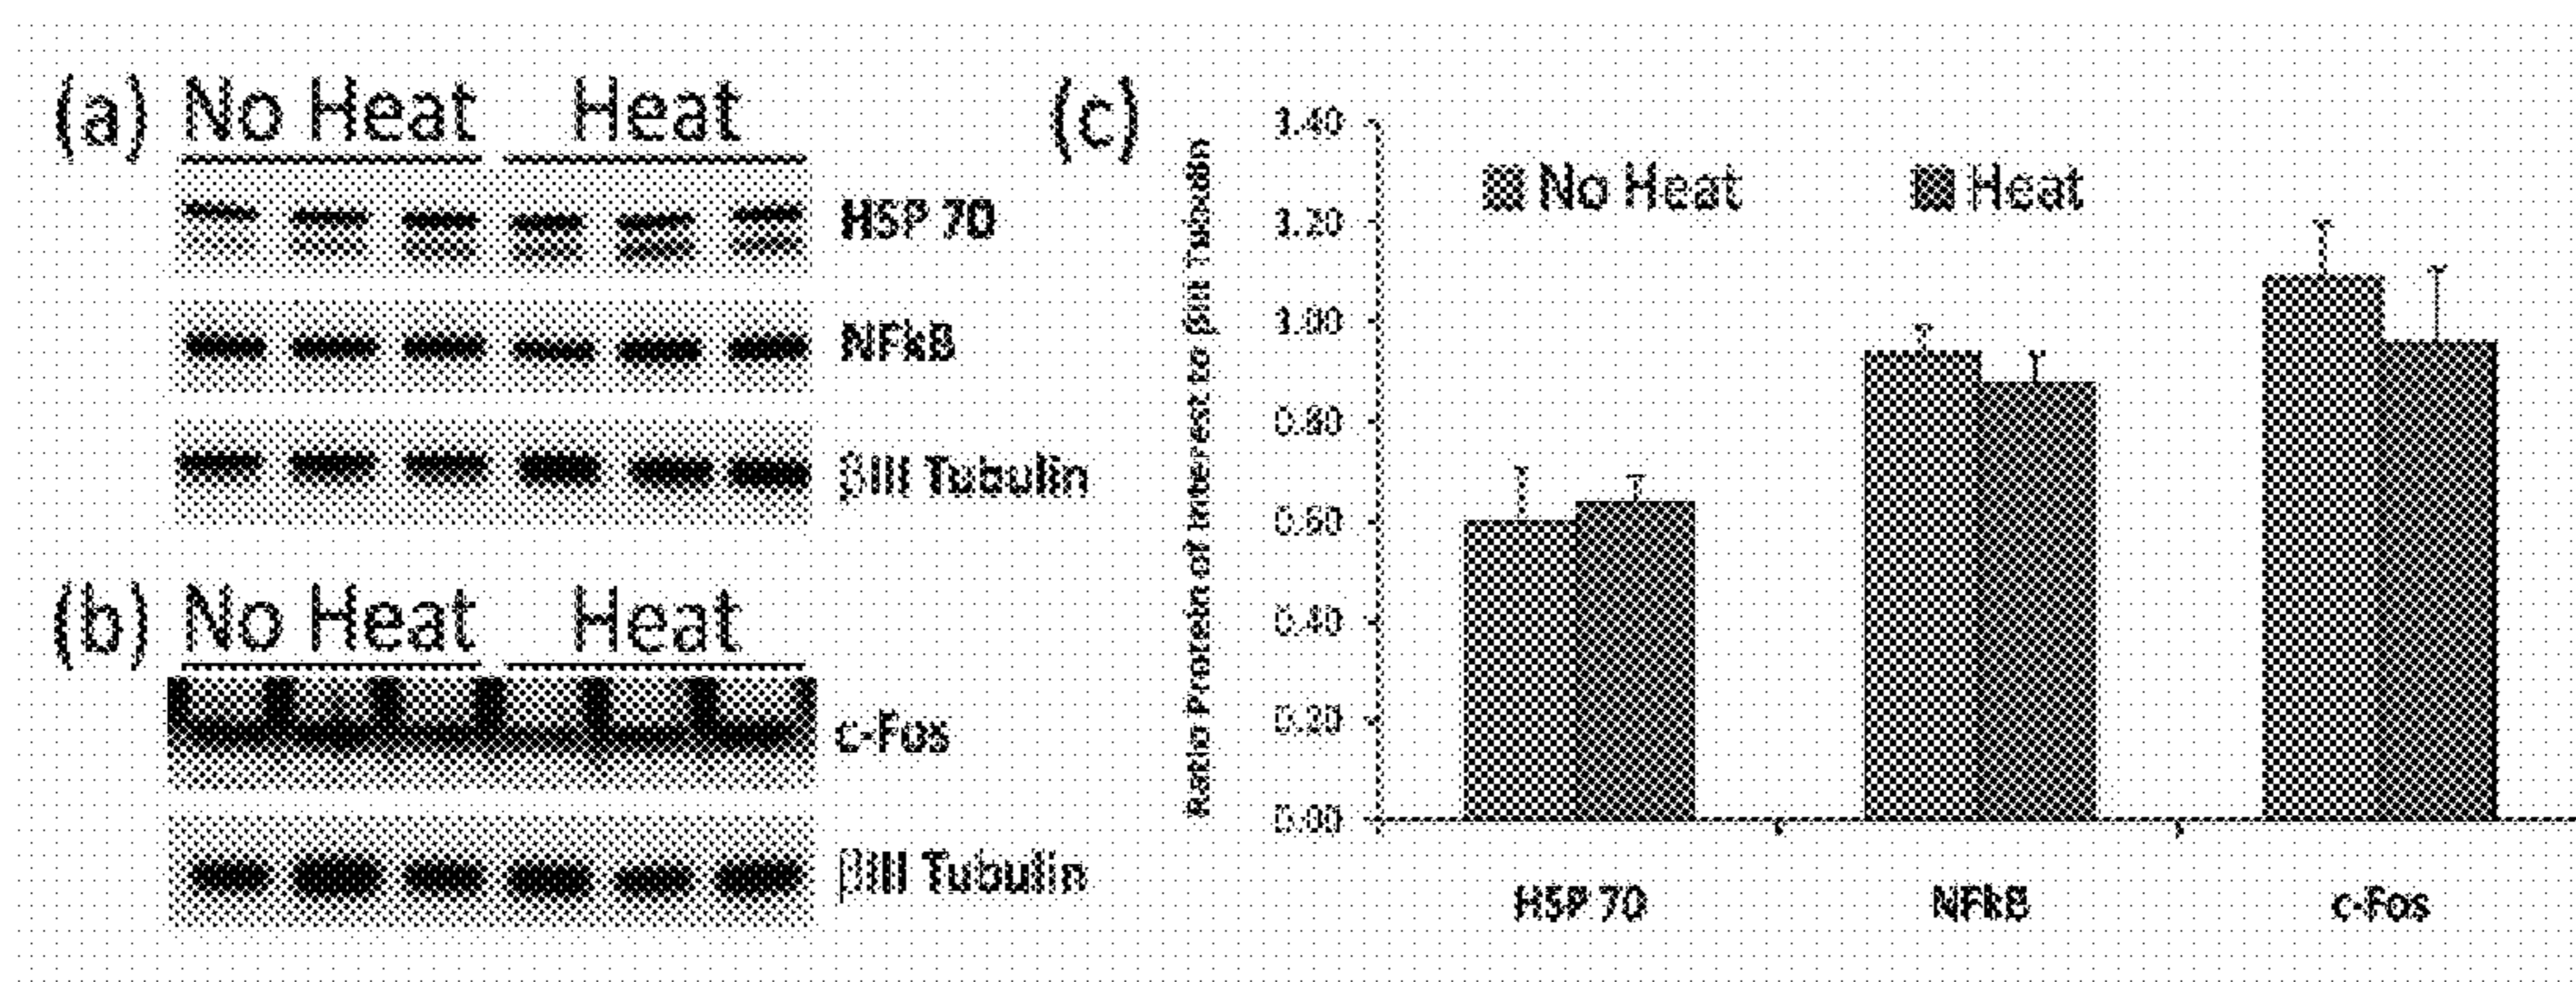 (a) No Heat Heat
HSP 70
NFkB
βIII Tubulin
(b) No Heat Heat
c-Fos
βIII Tubulin
(c)
Ratio Protein of Interest to βIII Tubulin
1.40
1.20
1.00
0.80
0.60
0.40
0.20
0.00
No Heat Heat
HSP 70 NFkB c-Fos